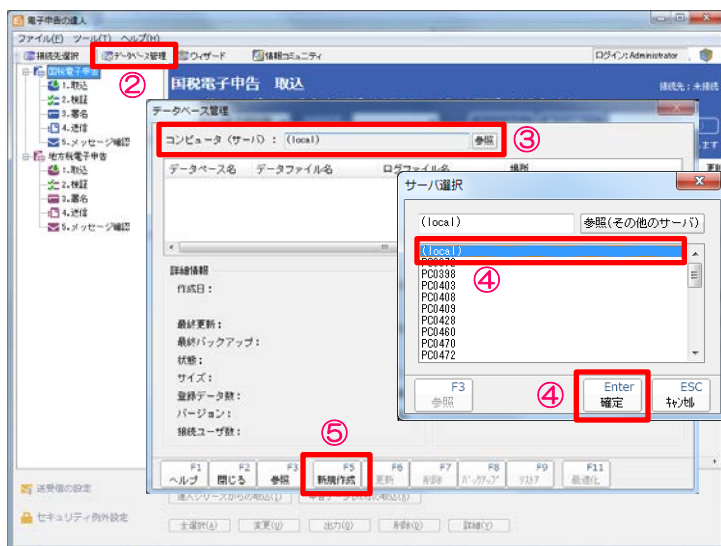 電子申告の達人
ファイル(F) ツール(T) ヘルプ(H)
接続先選択 データベース管理 ウィザード 情報コミュニティ ログイン:Administrator
②
国税電子申告
1.取込
2.検証
3.署名
4.送信
5.メッセージ確認
地方税電子申告
1.取込
2.検証
3.署名
4.送信
5.メッセージ確認
国税電子申告 取込
接続先:未接続
データベース管理
コンピュータ (サーバ) : (local) 参照
③
データベース名 データファイル名 ログファイル名 場所
詳細情報
作成日:
最終更新:
最終バックアップ:
状態:
サイズ:
登録データ数:
バージョン:
接続ユーザ数:
サーバ選択
(local) 参照(その他のサーバ)
(local)
PC0398
PC0403
PC0408
PC0409
PC0428
PC0460
PC0470
PC0472
④
F3 参照
④
Enter 確定
ESC キャンセル
⑤
F1 ヘルプ
F2 閉じる
F3 参照
F5 新規作成
F6 更新
F7 削除
F8 バックアップ
F9 リストア
F11 最適化
送受信の設定
セキュリティ例外設定
全選択(A) 変更(U) 出力(O) 削除(D) 詳細(Y)